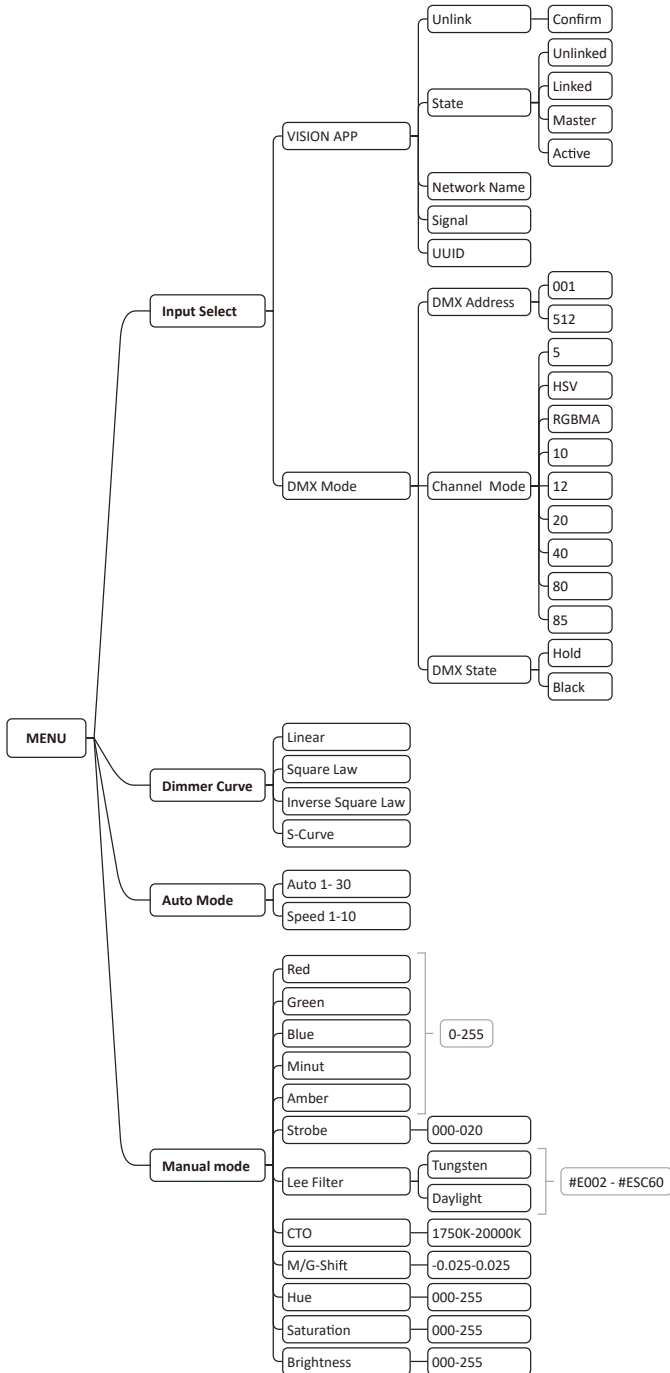 Unlink
Confirm
Unlinked
State
Linked
Master
Active
VISION APP
Network Name
Signal
UUID
Input Select
DMX Address
001
512
5
HSV
RGBMA
10
DMX Mode
Channel Mode
12
20
40
80
85
DMX State
Hold
Black
MENU
Dimmer Curve
Linear
Square Law
Inverse Square Law
S-Curve
Auto Mode
Auto 1- 30
Speed 1-10
Manual mode
Red
Green
Blue
Minut
Amber
0-255
Strobe
000-020
Lee Filter
Tungsten
Daylight
#E002 - #ESC60
CTO
1750K-20000K
M/G-Shift
-0.025-0.025
Hue
000-255
Saturation
000-255
Brightness
000-255